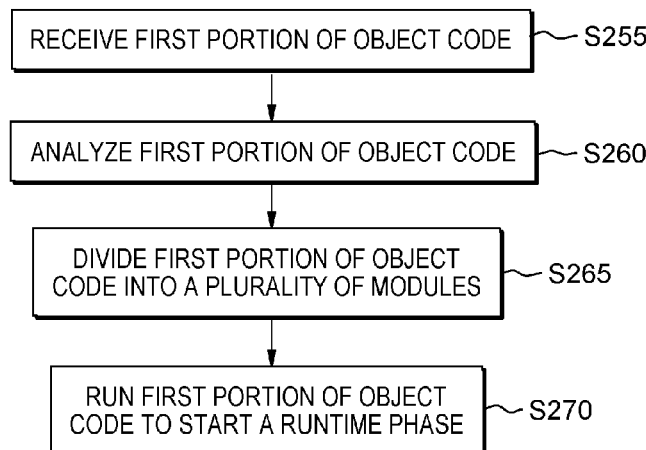 RECEIVE FIRST PORTION OF OBJECT CODE
S255
ANALYZE FIRST PORTION OF OBJECT CODE
S260
DIVIDE FIRST PORTION OF OBJECT
CODE INTO A PLURALITY OF MODULES
S265
RUN FIRST PORTION OF OBJECT
CODE TO START A RUNTIME PHASE
S270